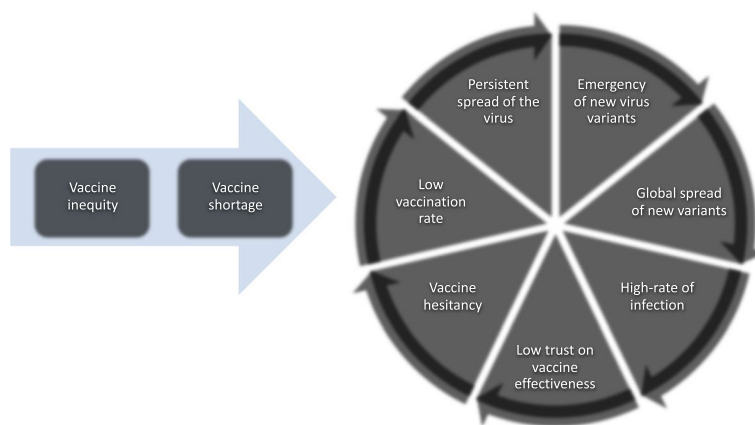 Vaccine
inequity
Vaccine
shortage
Persistent
spread of the
virus
Emergency
of new virus
variants
Global spread
of new variants
High-rate of
infection
Low trust on
vaccine
effectiveness
Vaccine
hesitancy
Low
vaccination
rate